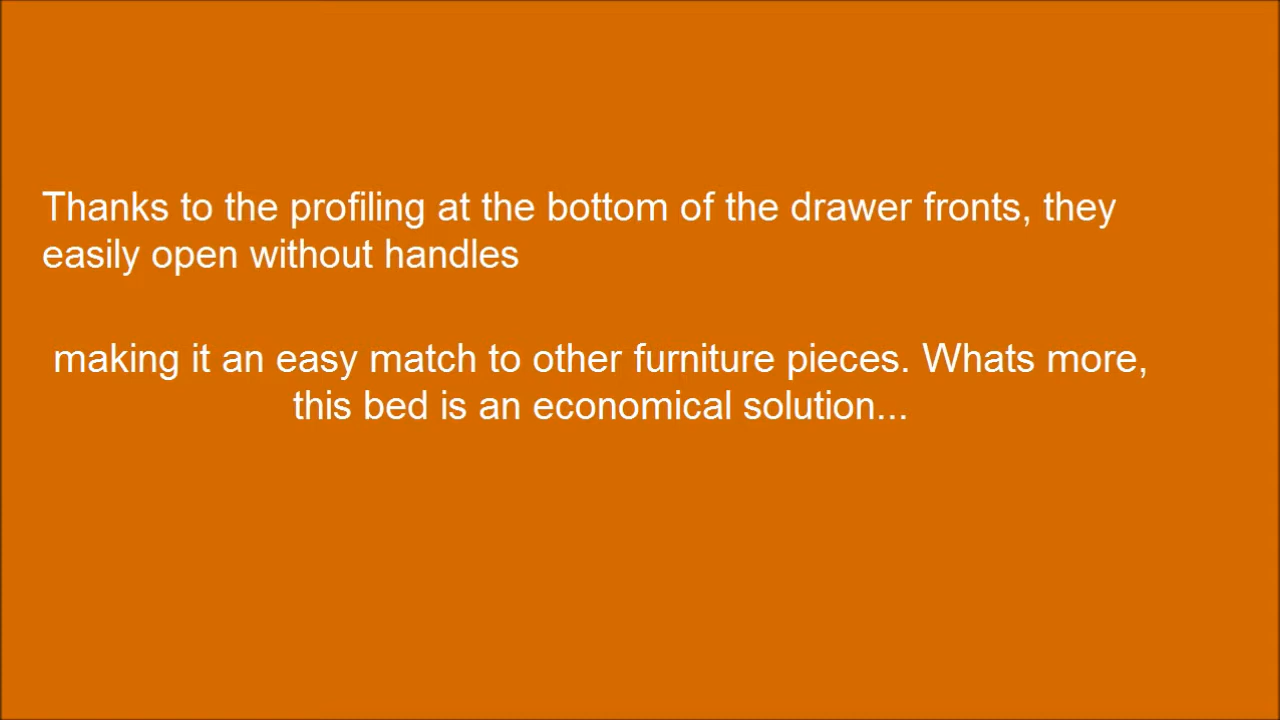 Thanks to the profiling at the bottom of the drawer fronts, they
easily open without handles
making it an easy match to other furniture pieces. Whats more,
this bed is an economical solution...